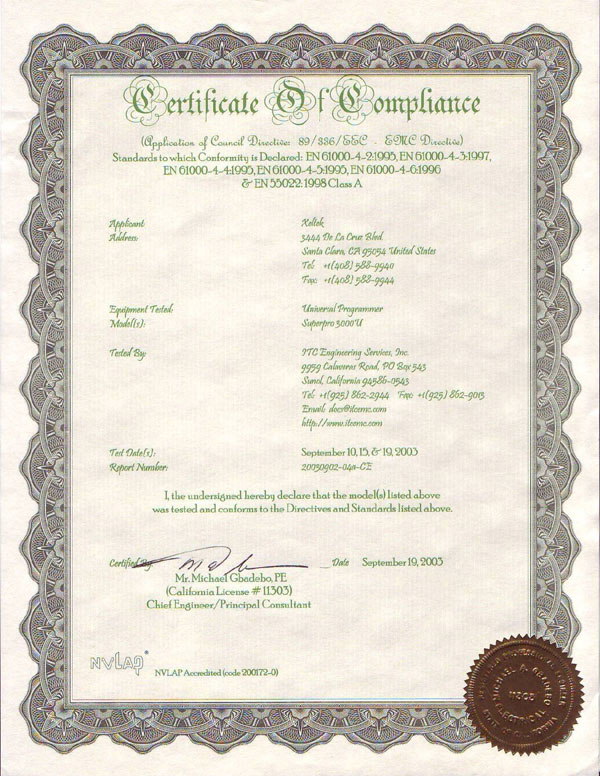 Certificate Of Compliance
(Application of Council Directive: 89/336/EEC - EMC Directive)
Standards to which Conformity is Declared: EN 61000-4-2:1995, EN 61000-4-3:1997,
EN 61000-4-4:1995, EN 61000-4-5:1995, EN 61000-4-6:1996
& EN 55022:1998 Class A
Applicant Xeltek
Address: 3444 De La Cruz Blvd.
Santa Clara, CA 95054 United States
Tel: +1(408) 588-9940
Fax: +1(408) 588-9944
Equipment Tested: Universal Programmer
Model(s): Superpro 3000U
Tested By: ITC Engineering Services, Inc.
9959 Calaveras Road, PO Box 543
Sunol, California 94586-0543
Tel: +1(925) 862-2944 Fax: +1(925) 862-9013
Email: docs@itcemc.com
http://www.itcemc.com
Test Date(s): September 10, 15, & 19, 2003
Report Number: 20030902-04a-CE
I, the undersigned hereby declare that the model(s) listed above
was tested and conforms to the Directives and Standards listed above.
Certified By Date September 19, 2003
Mr. Michael Gbadebo, PE
(California License # 11303)
Chief Engineer/Principal Consultant
NVLAP®
NVLAP Accredited (code 200172-0)
MICHAEL A. GBADEBO
ELECTRICAL